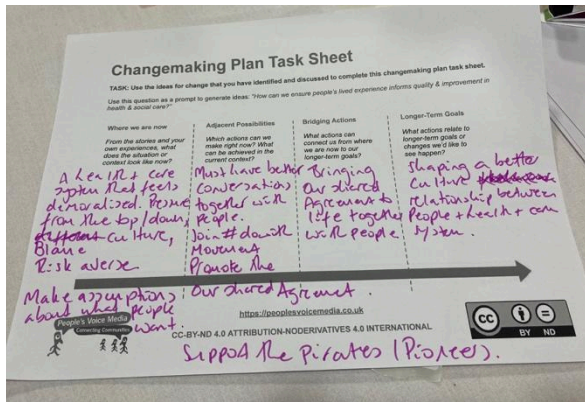 Changemaking Plan Task Sheet
TASK: Use the ideas for change that you have identified and discussed to complete this changemaking plan task sheet.
Use this question as a prompt to generate ideas: "How can we ensure people's lived experience informs quality & improvement in
health & social care?"
Where we are now
From the stories and your
own experiences, what
does the situation or
context look like now?
A health + care
system that feels
demoralised. Pressure
from the top/down,
culture,
Blame
Risk averse
Make assumptions
about what people
want.
Adjacent Possibilities
Which actions can we
make right now? What
can be achieved in the
current context?
Must have better
conversations
together with
people.
Join # do with
Movement
Promote the
Our shared Agreement.
Bridging Actions
What actions can
connect us from where
we are now to our
longer-term goals?
Bringing
Our shared
Agreement to
life together
with people
Longer-Term Goals
What actions relate to
longer-term goals or
changes we'd like to
see happen?
Shaping a better
culture
relationship between
People + health + care
system.
https://peoplesvoicemedia.co.uk
People's Voice Media
Connecting Communities
CC-BY-ND 4.0 ATTRIBUTION-NODERIVATIVES 4.0 INTERNATIONAL
cc
BY ND
Support the Pirates (Pioneers).